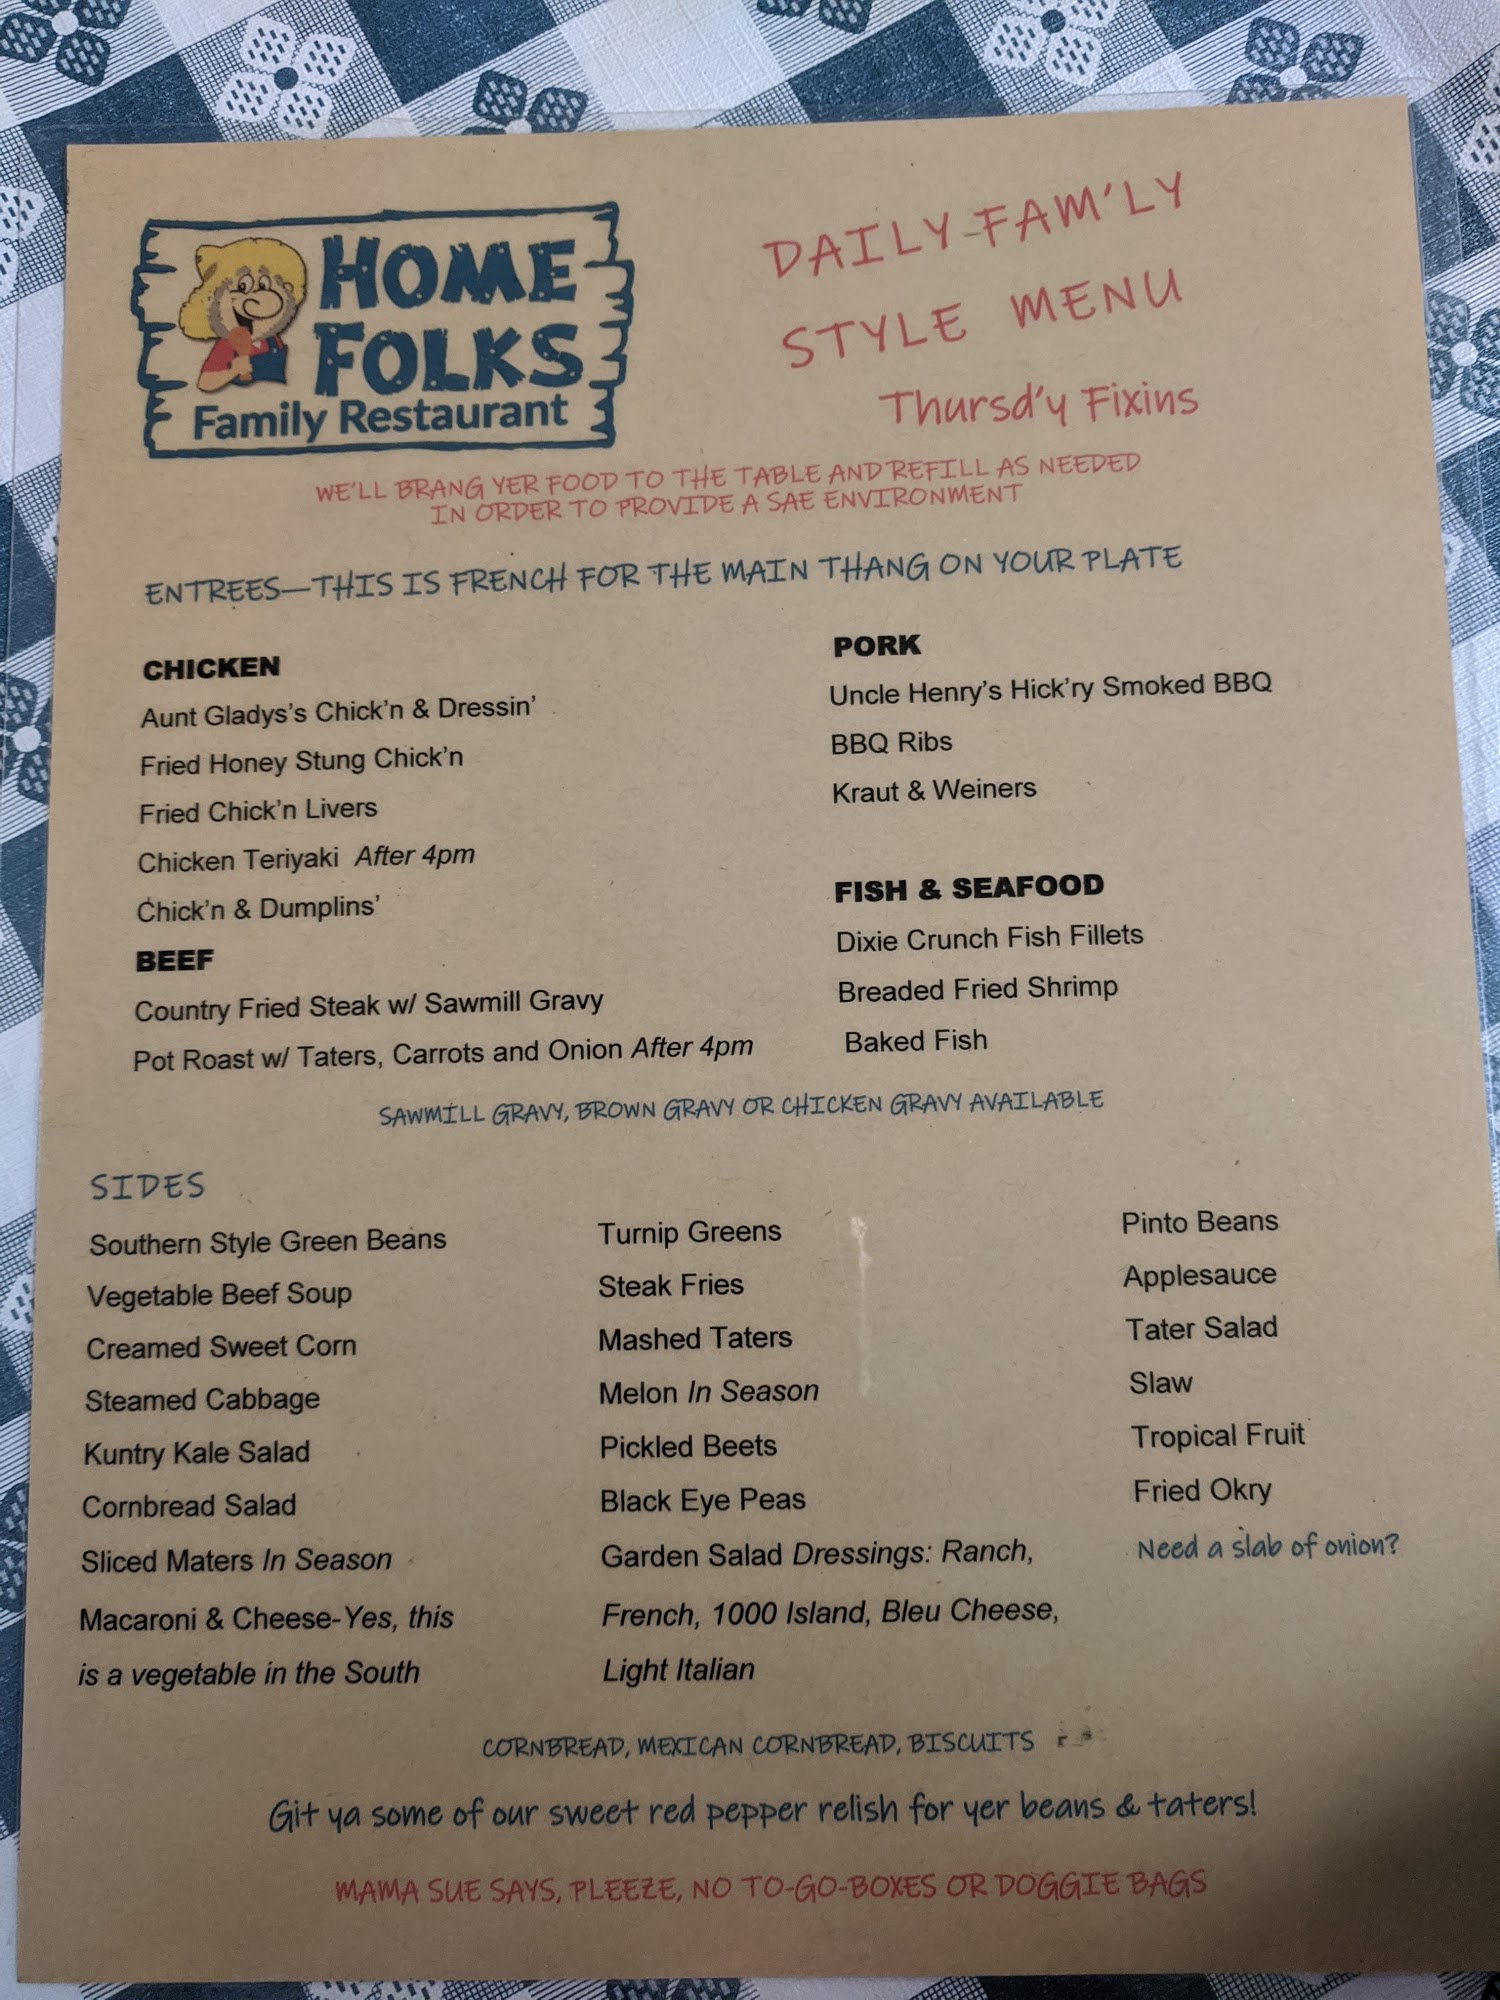 HOME
FOLKS
Family Restaurant
DAILY FAM'LY
STYLE MENU
Thursd'y Fixins
WE'LL BRANG YER FOOD TO THE TABLE AND REFILL AS NEEDED
IN ORDER TO PROVIDE A SAE ENVIRONMENT
ENTREES—THIS IS FRENCH FOR THE MAIN THANG ON YOUR PLATE
CHICKEN
Aunt Gladys's Chick'n & Dressin'
Fried Honey Stung Chick'n
Fried Chick'n Livers
Chicken Teriyaki After 4pm
Chick'n & Dumplins'
BEEF
Country Fried Steak w/ Sawmill Gravy
Pot Roast w/ Taters, Carrots and Onion After 4pm
PORK
Uncle Henry's Hick'ry Smoked BBQ
BBQ Ribs
Kraut & Weiners
FISH & SEAFOOD
Dixie Crunch Fish Fillets
Breaded Fried Shrimp
Baked Fish
SAWMILL GRAVY, BROWN GRAVY OR CHICKEN GRAVY AVAILABLE
SIDES
Southern Style Green Beans
Vegetable Beef Soup
Creamed Sweet Corn
Steamed Cabbage
Kuntry Kale Salad
Cornbread Salad
Sliced Maters In Season
Macaroni & Cheese-Yes, this
is a vegetable in the South
Turnip Greens
Steak Fries
Mashed Taters
Melon In Season
Pickled Beets
Black Eye Peas
Garden Salad Dressings: Ranch,
French, 1000 Island, Bleu Cheese,
Light Italian
Pinto Beans
Applesauce
Tater Salad
Slaw
Tropical Fruit
Fried Okry
Need a slab of onion?
CORNBREAD, MEXICAN CORNBREAD, BISCUITS
Git ya some of our sweet red pepper relish for yer beans & taters!
MAMA SUE SAYS, PLEEZE, NO TO-GO-BOXES OR DOGGIE BAGS